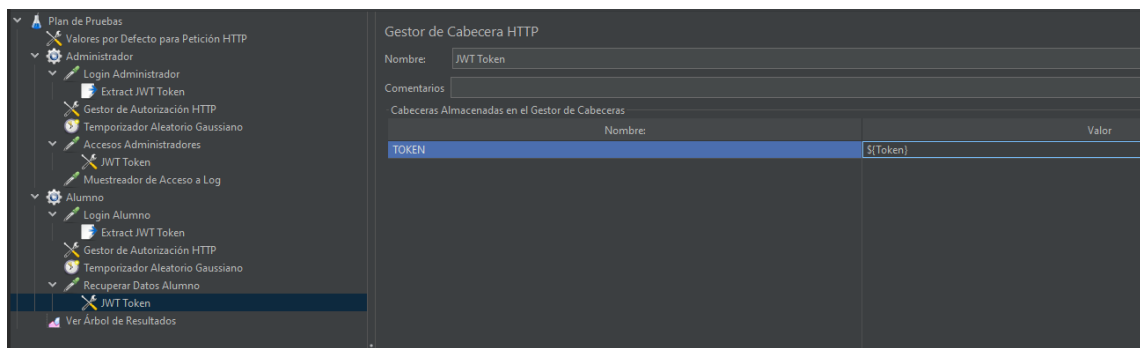 Plan de Pruebas
Valores por Defecto para Petición HTTP
Administrador
Login Administrador
Extract JWT Token
Gestor de Autorización HTTP
Temporizador Aleatorio Gaussiano
Accesos Administradores
JWT Token
Muestreador de Acceso a Log
Alumno
Login Alumno
Extract JWT Token
Gestor de Autorización HTTP
Temporizador Aleatorio Gaussiano
Recuperar Datos Alumno
JWT Token
Ver Árbol de Resultados
Gestor de Cabecera HTTP
Nombre: JWT Token
Comentarios
Cabeceras Almacenadas en el Gestor de Cabeceras
Nombre: Valor
TOKEN ${Token}